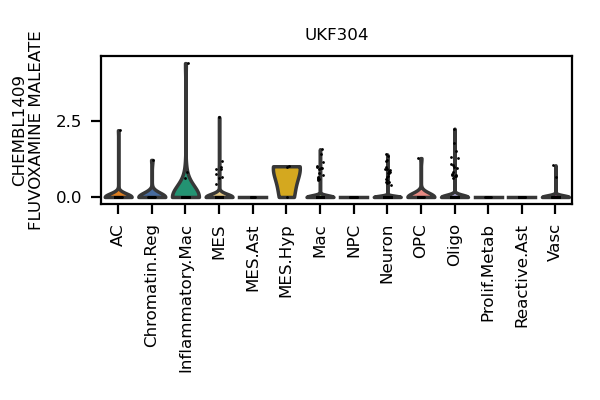 UKF304
CHEMBL1409
FLUVOXAMINE MALEATE
2.5
0.0
AC
Chromatin.Reg
Inflammatory.Mac
MES
MES.Ast
MES.Hyp
Mac
NPC
Neuron
OPC
Oligo
Prolif.Metab
Reactive.Ast
Vasc